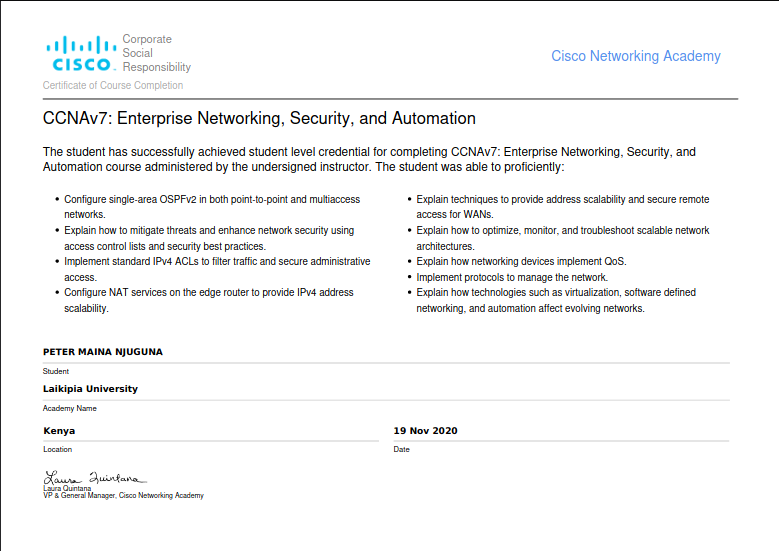 Corporate
Social
Responsibility
CISCO.
Cisco Networking Academy
Certificate of Course Completion
CCNAv7: Enterprise Networking, Security, and Automation
The student has successfully achieved student level credential for completing CCNAv7: Enterprise Networking, Security, and
Automation course administered by the undersigned instructor. The student was able to proficiently:
• Configure single-area OSPFv2 in both point-to-point and multiaccess
networks.
• Explain how to mitigate threats and enhance network security using
access control lists and security best practices.
• Implement standard IPv4 ACLs to filter traffic and secure administrative
access.
• Configure NAT services on the edge router to provide IPv4 address
scalability.
• Explain techniques to provide address scalability and secure remote
access for WANs.
• Explain how to optimize, monitor, and troubleshoot scalable network
architectures.
• Explain how networking devices implement QoS.
• Implement protocols to manage the network.
• Explain how technologies such as virtualization, software defined
networking, and automation affect evolving networks.
PETER MAINA NJUGUNA
Student
Laikipia University
Academy Name
Kenya
Location
19 Nov 2020
Date
Laura Quintana
Laura Quintana
VP & General Manager, Cisco Networking Academy